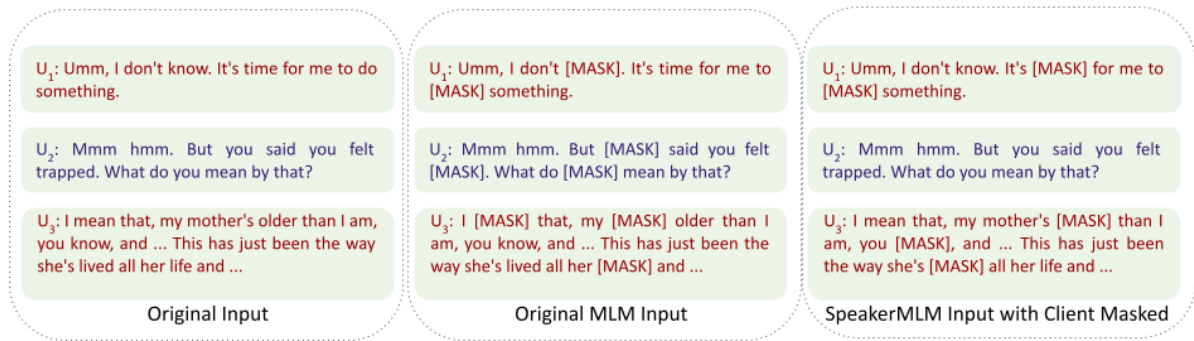 U1: Umm, I don't know. It's time for me to do
something.
U2: Mmm hmm. But you said you felt
trapped. What do you mean by that?
U3: I mean that, my mother's older than I am,
you know, and ... This has just been the way
she's lived all her life and ...
Original Input
U1: Umm, I don't [MASK]. It's time for me to
[MASK] something.
U2: Mmm hmm. But [MASK] said you felt
[MASK]. What do [MASK] mean by that?
U3: I [MASK] that, my [MASK] older than I
am, you know, and ... This has just been the
way she's lived all her [MASK] and ...
Original MLM Input
U1: Umm, I don't know. It's [MASK] for me to
[MASK] something.
U2: Mmm hmm. But you said you felt
trapped. What do you mean by that?
U3: I mean that, my mother's [MASK] than I
am, you [MASK], and ... This has just been
the way she's [MASK] all her life and ...
SpeakerMLM Input with Client Masked